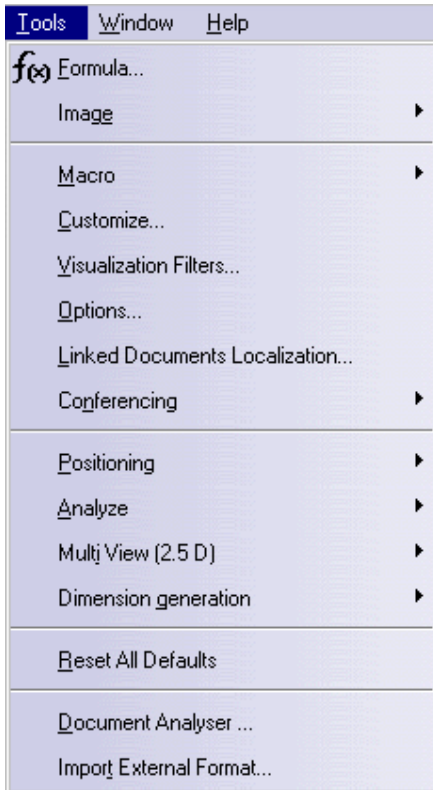 Tools Window Help
f(x) Formula...
Image
Macro
Customize...
Visualization Filters...
Options...
Linked Documents Localization...
Conferencing
Positioning
Analyze
Multi View (2.5 D)
Dimension generation
Reset All Defaults
Document Analyser ...
Import External Format...